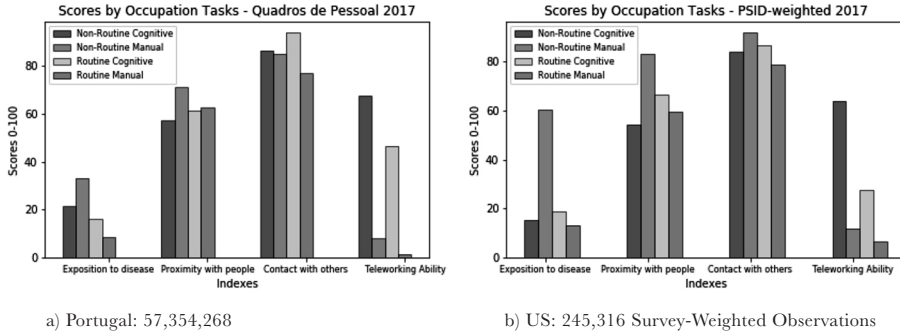 Scores by Occupation Tasks - Quadros de Pessoal 2017
Non-Routine Cognitive
Non-Routine Manual
Routine Cognitive
Routine Manual
Scores 0-100
80
60
40
20
0
Exposition to disease
Proximity with people
Contact with others
Teleworking Ability
Indexes
a) Portugal: 57,354,268
Scores by Occupation Tasks - PSID-weighted 2017
Non-Routine Cognitive
Non-Routine Manual
Routine Cognitive
Routine Manual
Scores 0-100
80
60
40
20
0
Exposition to disease
Proximity with people
Contact with others
Teleworking Ability
Indexes
b) US: 245,316 Survey-Weighted Observations